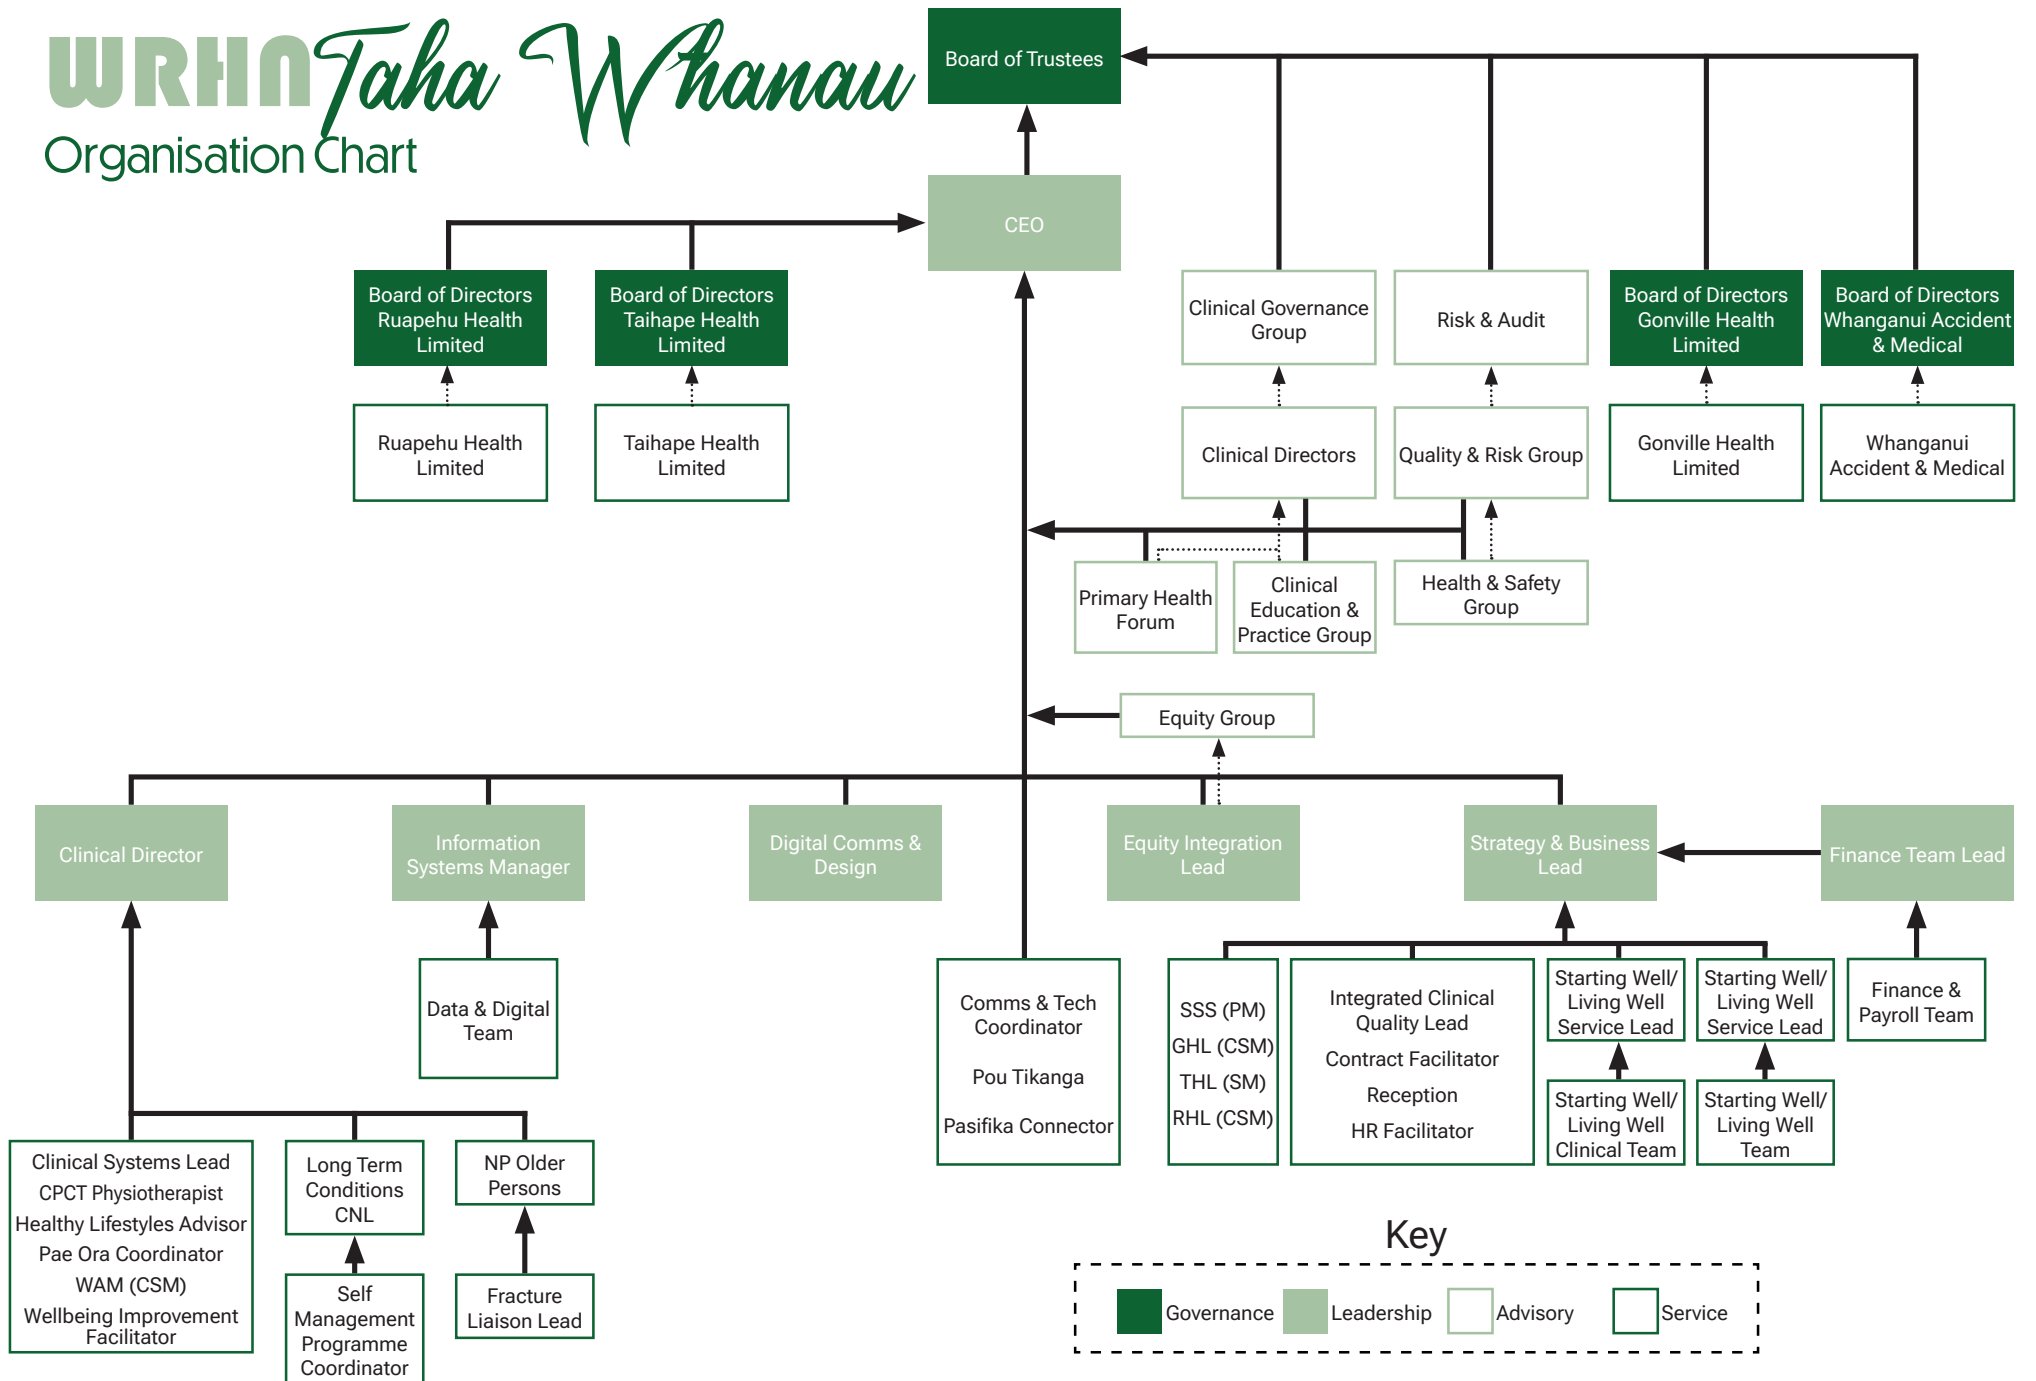 WRHN Taha Whanau
Organisation Chart
Board of Trustees
CEO
Board of Directors
Ruapehu Health
Limited
Board of Directors
Taihape Health
Limited
Clinical Governance
Group
Risk & Audit
Board of Directors
Gonville Health
Limited
Board of Directors
Whanganui Accident
& Medical
Ruapehu Health
Limited
Taihape Health
Limited
Clinical Directors
Quality & Risk Group
Gonville Health
Limited
Whanganui
Accident & Medical
Primary Health
Forum
Clinical
Education &
Practice Group
Health & Safety
Group
Equity Group
Clinical Director
Information
Systems Manager
Digital Comms &
Design
Equity Integration
Lead
Strategy & Business
Lead
Finance Team Lead
Data & Digital
Team
Comms & Tech
Coordinator
Pou Tikanga
Pasifika Connector
SSS (PM)
GHL (CSM)
THL (SM)
RHL (CSM)
Integrated Clinical
Quality Lead
Contract Facilitator
Reception
HR Facilitator
Starting Well/
Living Well
Service Lead
Starting Well/
Living Well
Service Lead
Finance &
Payroll Team
Starting Well/
Living Well
Clinical Team
Starting Well/
Living Well
Team
Clinical Systems Lead
CPCT Physiotherapist
Healthy Lifestyles Advisor
Pae Ora Coordinator
WAM (CSM)
Wellbeing Improvement
Facilitator
Long Term
Conditions
CNL
NP Older
Persons
Self
Management
Programme
Coordinator
Fracture
Liaison Lead
Key
Governance
Leadership
Advisory
Service